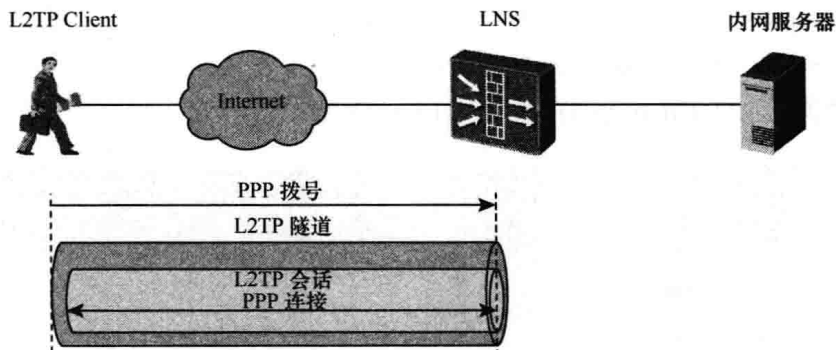 L2TP Client
LNS
内网服务器
Internet
PPP 拨号
L2TP 隧道
L2TP 会话
PPP 连接